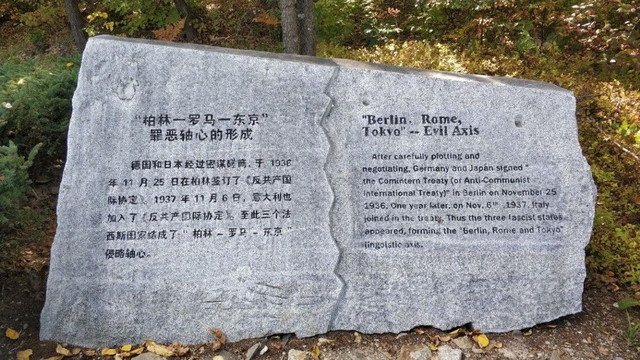 “柏林－罗马－东京”
罪恶轴心的形成
德国和日本经过密谋磋商，于 1936
年 11 月 25 日在柏林签订了《反共产国
际协定》。1937 年 11 月 6 日，意大利也
加入了《反共产国际协定》。至此三个法
西斯国家结成了“ 柏林 － 罗马 － 东京 ”
侵略轴心。
"Berlin, Rome,
Tokyo" -- Evil Axis
After carefully plotting and
negotiating, Germany and Japan signed "
the Comintern Treaty (or Anti-Communist
International Treaty)" in Berlin on November 25,
1936. One year later, on Nov. 6th, 1937, Italy
joined in the treaty. Thus the three fascist states
appeared, forming the "Berlin, Rome and Tokyo"
jingoistic axis.